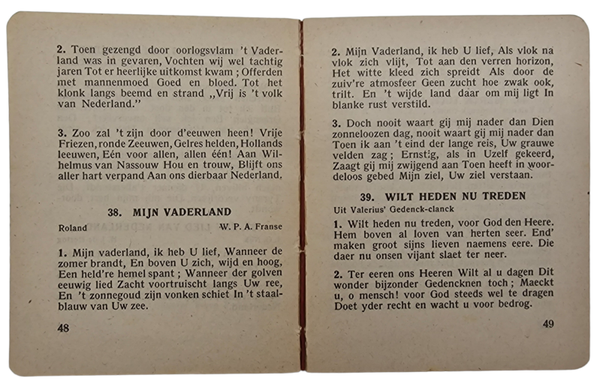 2. Toen gezengd door oorlogsvlam 't Vader-
land was in gevaren, Vochten wij wel tachtig
jaren Tot er heerlijke uitkomst kwam ; Offerden
met mannenmoed Goed en bloed. Tot het
klonk langs beemd en strand „Vrij is 't volk
van Nederland."
3. Zoo zal 't zijn door d'eeuwen heen! Vrije
Friezen, ronde Zeeuwen, Gelres helden, Hollands
leeuwen, Eén voor allen, allen één! Aan Wil-
helmus van Nassouw Hou en trouw, Blijft ons
aller hart verpand Aan ons dierbaar Nederland.
38. MIJN VADERLAND
Roland W. P. A. Franse
1. Mijn vaderland, ik heb U lief, Wanneer de
zomer brandt, En boven U zich, wijd en hoog,
Een held're hemel spant ; Wanneer der golven
eeuwig lied Zacht voortruischt langs Uw ree,
En 't zonnegoud zijn vonken schiet In 't staal-
blauw van Uw zee.
48
2. Mijn Vaderland, ik heb U lief, Als vlok na
vlok zich vlijt, Tot aan den verren horizon,
Het witte kleed zich spreidt Als door de
zuiv're atmosfeer Geen zucht hoe zwak ook,
trilt. En 't wijde land daar om mij ligt In
blanke rust verstild.
3. Doch nooit waart gij mij nader dan Dien
zonneloozen dag, nooit waart gij mij nader dan
Toen ik aan 't eind der lange reis, Uw grauwe
velden zag ; Ernstig, als in Uzelf gekeerd,
Zaagt gij mij zwijgend aan Toen heeft in woor-
deloos gebed Mijn ziel, Uw ziel verstaan.
39. WILT HEDEN NU TREDEN
Uit Valerius' Gedenck-clanck
1. Wilt heden nu treden, voor God den Heere.
Hem boven al loven van herten seer. End'
maken groot sijns lieven naemens eere. Die
daer nu onsen vijant slaet ter neer.
2. Ter eeren ons Heeren Wilt al u dagen Dit
wonder bijzonder Gedencknen toch ; Maeckt
u, o mensch! voor God steeds wel te dragen
Doet yder recht en wacht u voor bedrog.
49